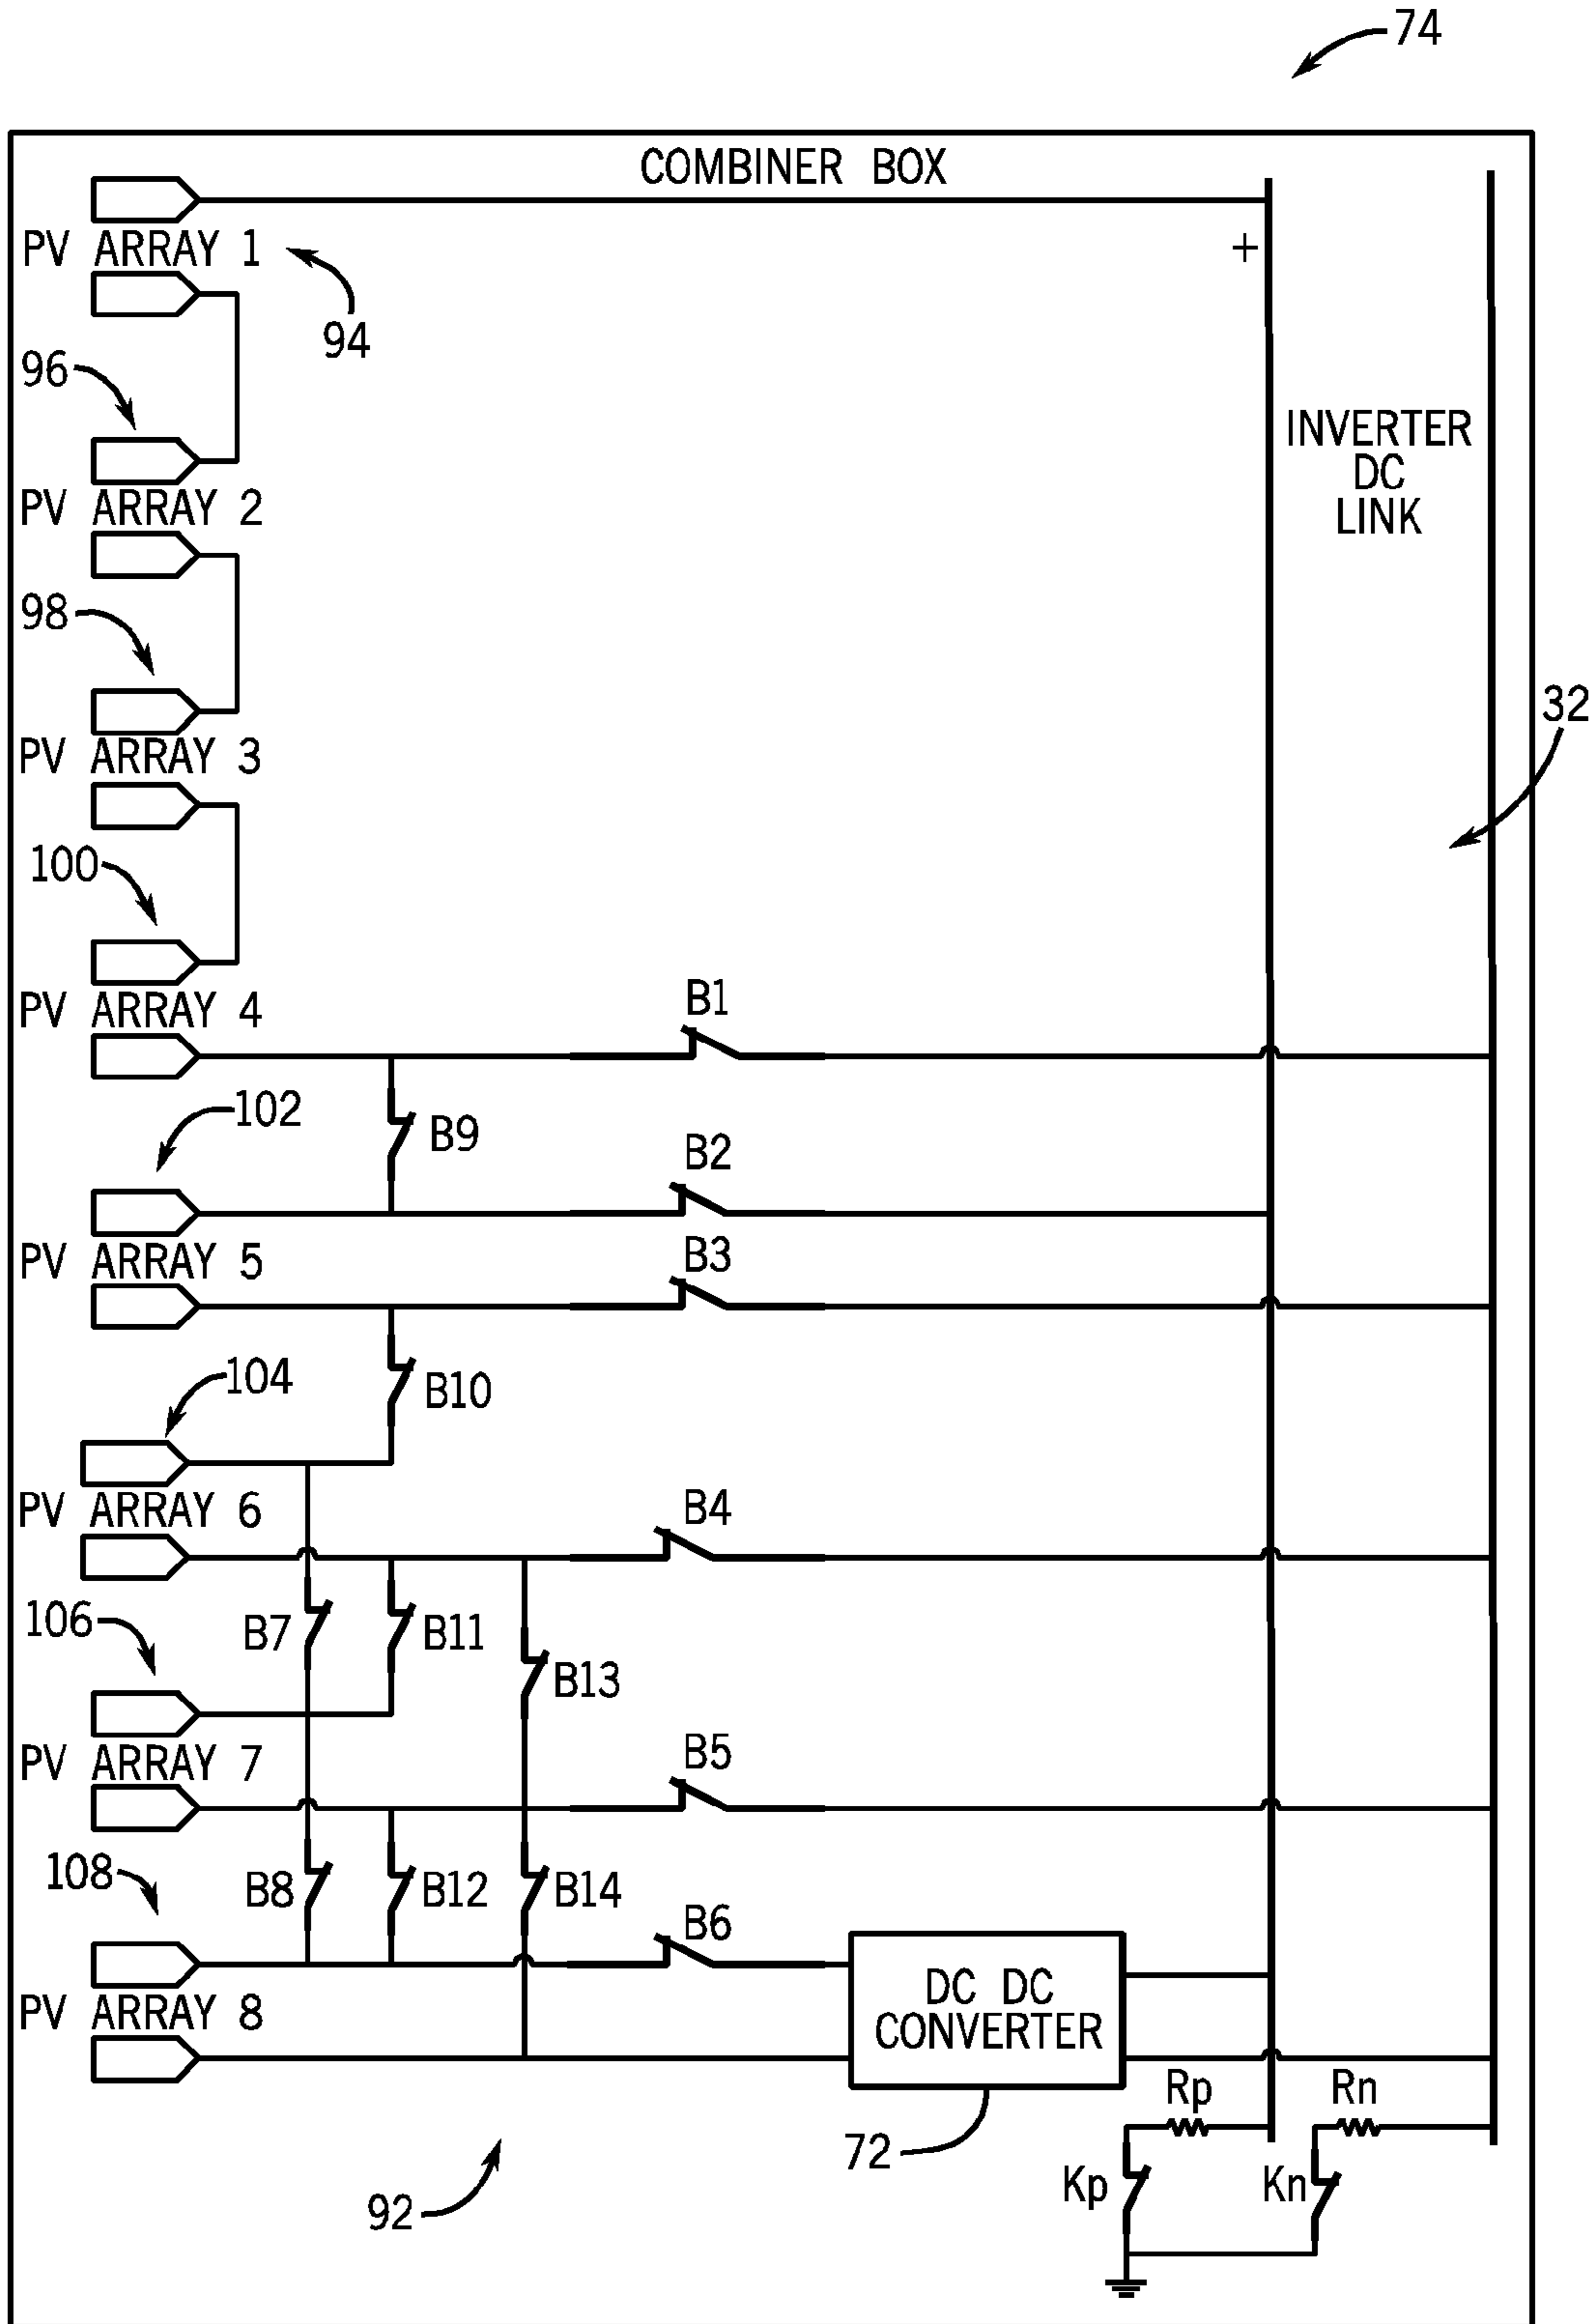 74
COMBINER BOX
PV ARRAY 1
+
94
96
INVERTER
DC
LINK
PV ARRAY 2
98
32
PV ARRAY 3
100
B1
PV ARRAY 4
102
B9
B2
B3
PV ARRAY 5
104
B10
B4
PV ARRAY 6
106
B7
B11
B13
B5
PV ARRAY 7
108
B8
B12
B14
B6
DC DC
CONVERTER
PV ARRAY 8
Rp
Rn
72
Kp
Kn
92